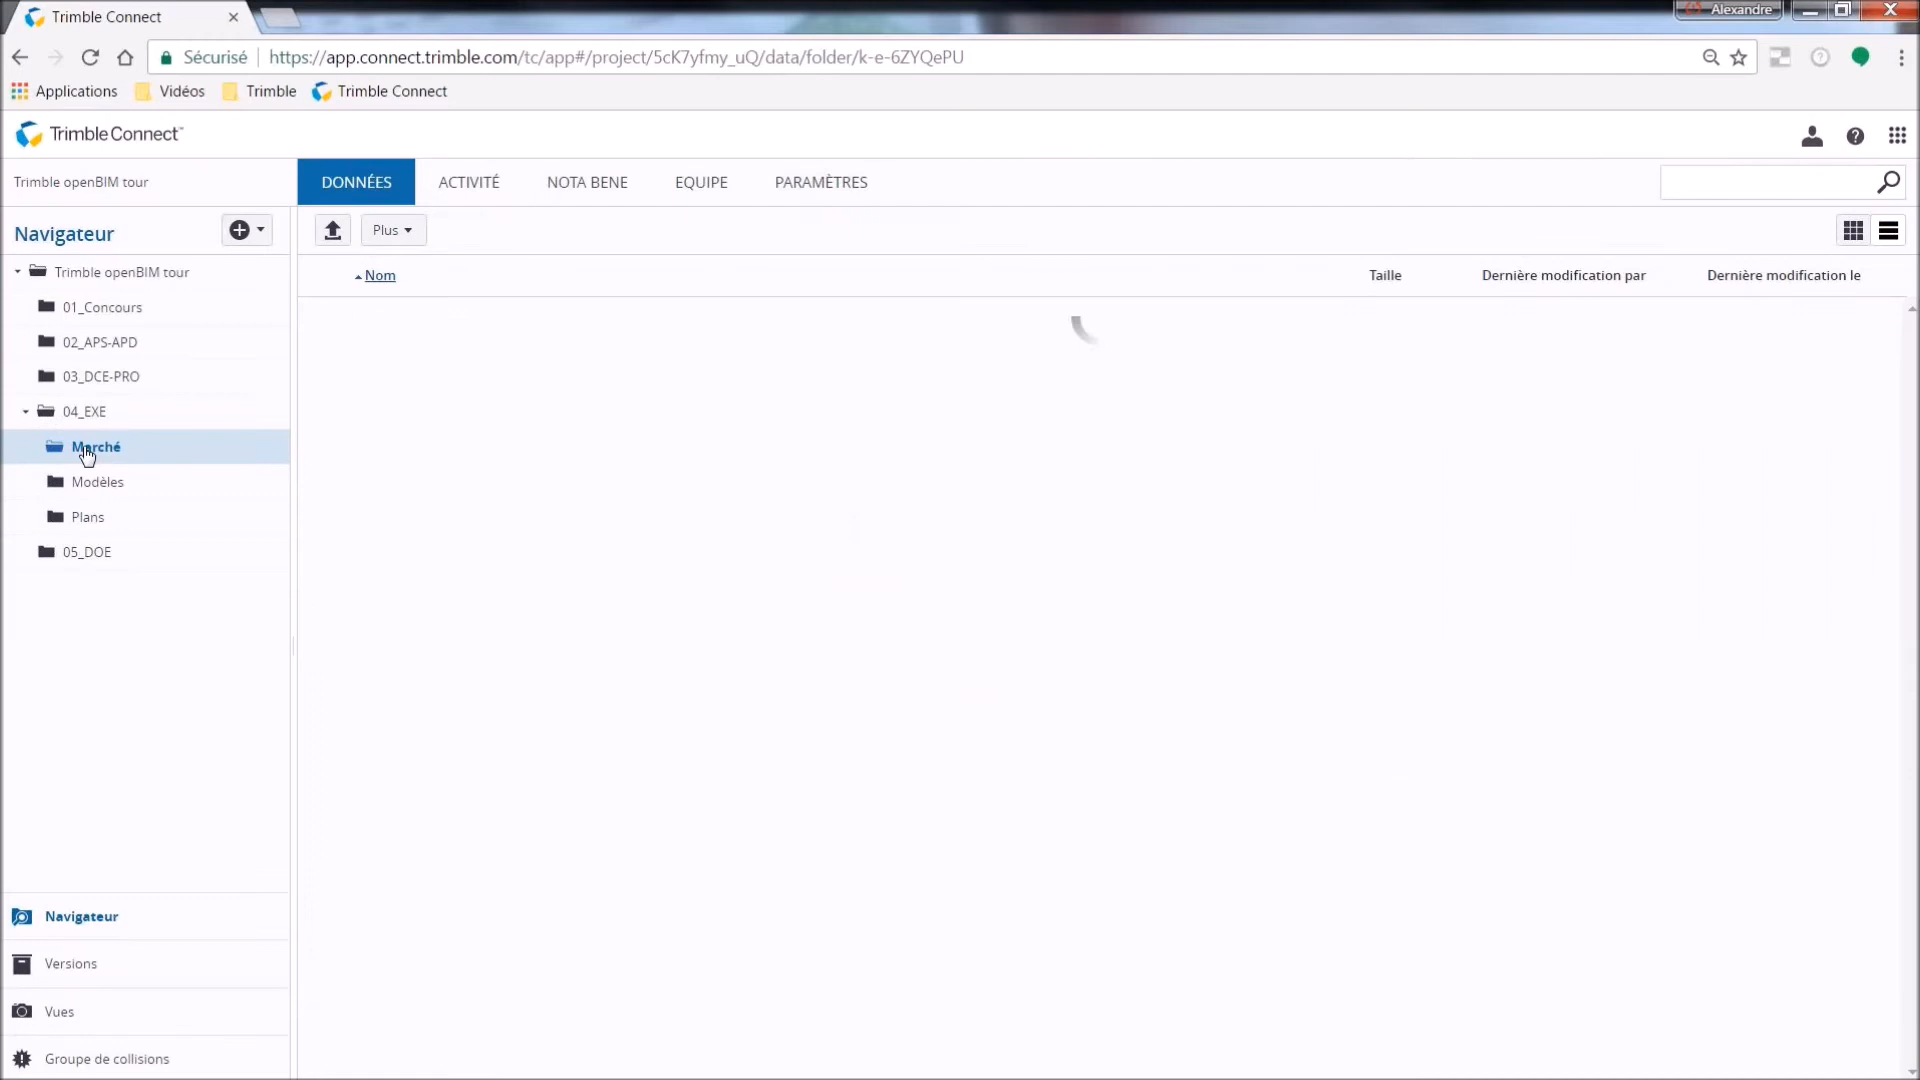 Trimble Connect
Alexandre
Sécurisé https://app.connect.trimble.com/tc/app#/project/5cK7yfmy_uQ/data/folder/k-e-6ZYQePU
Applications Vidéos Trimble Trimble Connect
Trimble Connect™
Trimble openBIM tour DONNÉES ACTIVITÉ NOTA BENE EQUIPE PARAMÈTRES
Navigateur Plus
Trimble openBIM tour Nom Taille Dernière modification par Dernière modification le
01_Concours
02_APS-APD
03_DCE-PRO
04_EXE
Marché
Modèles
Plans
05_DOE
Navigateur
Versions
Vues
Groupe de collisions